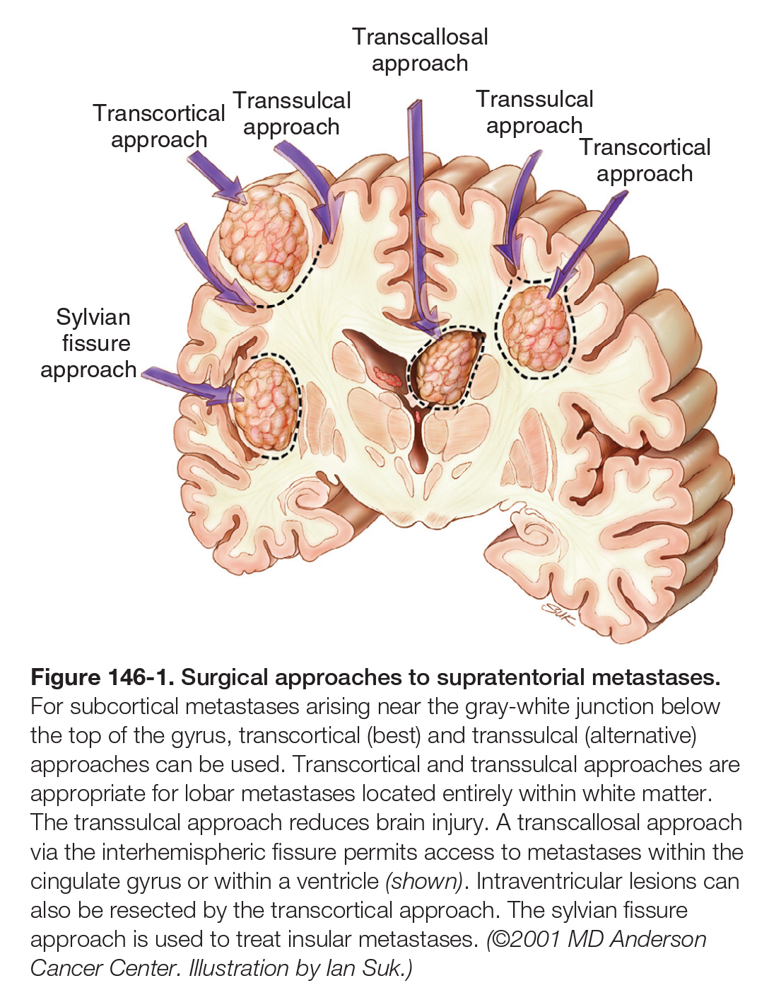 Transcallosal
approach
Transsulcal
approach
Transcortical
approach
Transsulcal
approach
Transcortical
approach
Sylvian
fissure
approach
SUK
Figure 146-1. Surgical approaches to supratentorial metastases.
For subcortical metastases arising near the gray-white junction below
the top of the gyrus, transcortical (best) and transsulcal (alternative)
approaches can be used. Transcortical and transsulcal approaches are
appropriate for lobar metastases located entirely within white matter.
The transsulcal approach reduces brain injury. A transcallosal approach
via the interhemispheric fissure permits access to metastases within the
cingulate gyrus or within a ventricle (shown). Intraventricular lesions can
also be resected by the transcortical approach. The sylvian fissure
approach is used to treat insular metastases. (©2001 MD Anderson
Cancer Center. Illustration by Ian Suk.)